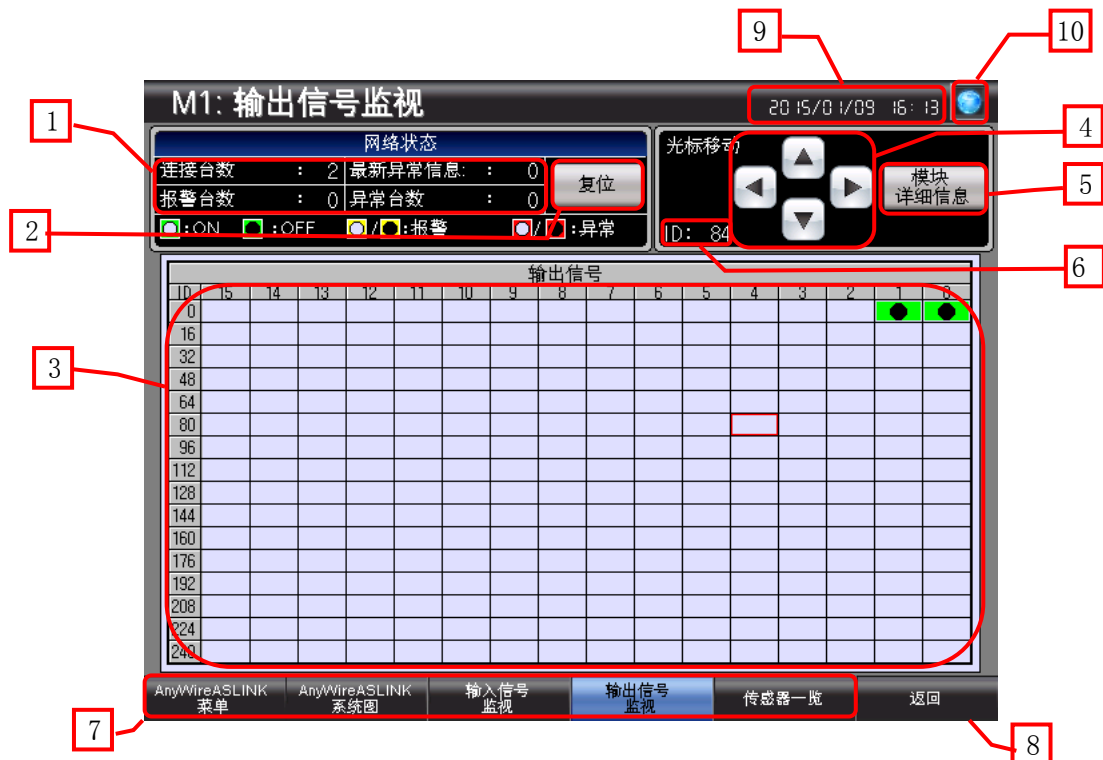 9
10
M1: 输出信号监视
2015/01/09 16:13
1
网络状态
连接台数 : 2 最新异常信息: : 0
报警台数 : 0 异常台数 : 0
复位
:ON :OFF / :报警 / :异常
2
光标移动
ID: 84
模块
详细信息
4
5
6
输出信号
ID 15 14 13 12 11 10 9 8 7 6 5 4 3 2 1 0
0
16
32
48
64
80
96
112
128
144
160
176
192
208
224
240
3
AnyWireASLINK
菜单
AnyWireASLINK
系统图
输入信号
监视
输出信号
监视
传感器一览
返回
7
8